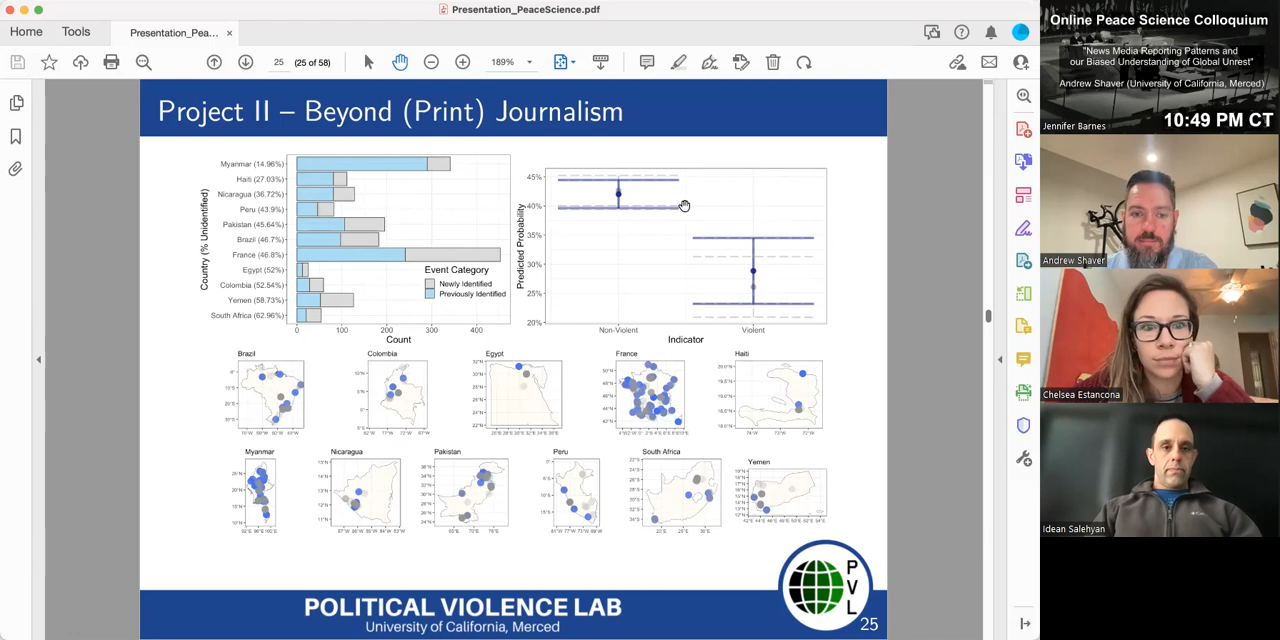 Presentation_PeaceScience.pdf
Home
Tools
Presentation_Pea...
25
(25 of 58)
189%
Project II – Beyond (Print) Journalism
Country (% Unidentified)
Myanmar (14.96%)
Haiti (27.03%)
Nicaragua (36.72%)
Peru (43.9%)
Pakistan (45.64%)
Brazil (46.7%)
France (46.8%)
Egypt (52%)
Colombia (52.54%)
Yemen (58.73%)
South Africa (62.96%)
Event Category
Newly Identified
Previously Identified
0 100 200 300 400
Count
Predicted Probability
45%
40%
35%
30%
25%
20%
Non-Violent
Violent
Indicator
Brazil
Colombia
Egypt
France
Haiti
Myanmar
Nicaragua
Pakistan
Peru
South Africa
Yemen
POLITICAL VIOLENCE LAB
University of California, Merced
P
V
L
25
Online Peace Science Colloquium
"News Media Reporting Patterns and
our Biased Understanding of Global Unrest"
Andrew Shaver (University of California, Merced)
10:49 PM CT
Jennifer Barnes
Andrew Shaver
Chelsea Estancona
Idean Salehyan